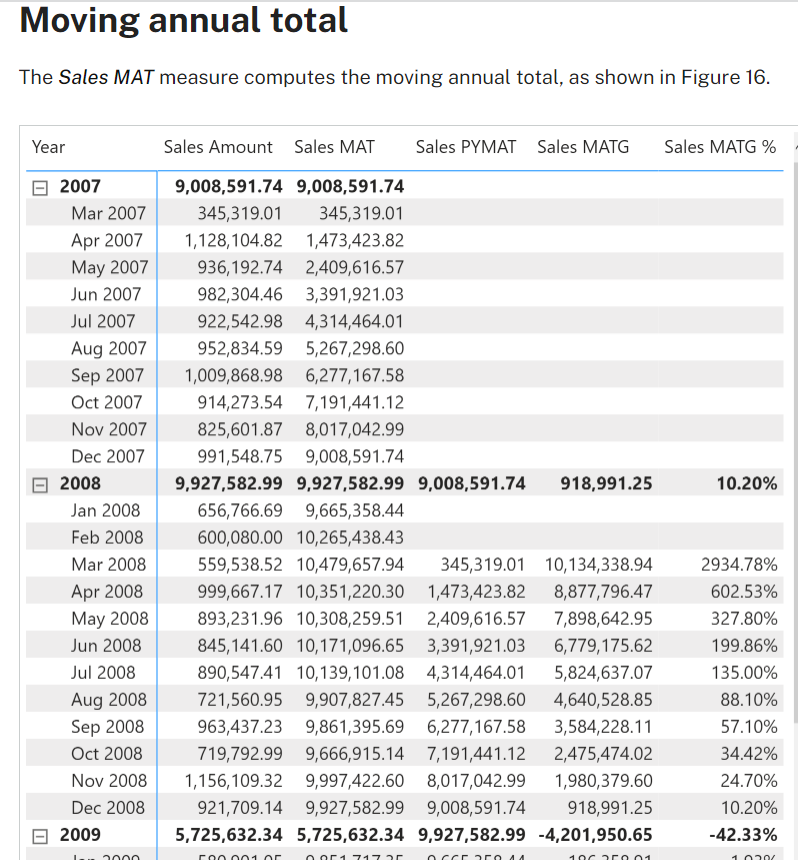 Moving annual total
The Sales MAT measure computes the moving annual total, as shown in Figure 16.
Year Sales Amount Sales MAT Sales PYMAT Sales MATG Sales MATG %
2007 9,008,591.74 9,008,591.74
Mar 2007 345,319.01 345,319.01
Apr 2007 1,128,104.82 1,473,423.82
May 2007 936,192.74 2,409,616.57
Jun 2007 982,304.46 3,391,921.03
Jul 2007 922,542.98 4,314,464.01
Aug 2007 952,834.59 5,267,298.60
Sep 2007 1,009,868.98 6,277,167.58
Oct 2007 914,273.54 7,191,441.12
Nov 2007 825,601.87 8,017,042.99
Dec 2007 991,548.75 9,008,591.74
2008 9,927,582.99 9,927,582.99 9,008,591.74 918,991.25 10.20%
Jan 2008 656,766.69 9,665,358.44
Feb 2008 600,080.00 10,265,438.43
Mar 2008 559,538.52 10,479,657.94 345,319.01 10,134,338.94 2934.78%
Apr 2008 999,667.17 10,351,220.30 1,473,423.82 8,877,796.47 602.53%
May 2008 893,231.96 10,308,259.51 2,409,616.57 7,898,642.95 327.80%
Jun 2008 845,141.60 10,171,096.65 3,391,921.03 6,779,175.62 199.86%
Jul 2008 890,547.41 10,139,101.08 4,314,464.01 5,824,637.07 135.00%
Aug 2008 721,560.95 9,907,827.45 5,267,298.60 4,640,528.85 88.10%
Sep 2008 963,437.23 9,861,395.69 6,277,167.58 3,584,228.11 57.10%
Oct 2008 719,792.99 9,666,915.14 7,191,441.12 2,475,474.02 34.42%
Nov 2008 1,156,109.32 9,997,422.60 8,017,042.99 1,980,379.60 24.70%
Dec 2008 921,709.14 9,927,582.99 9,008,591.74 918,991.25 10.20%
2009 5,725,632.34 5,725,632.34 9,927,582.99 -4,201,950.65 -42.33%